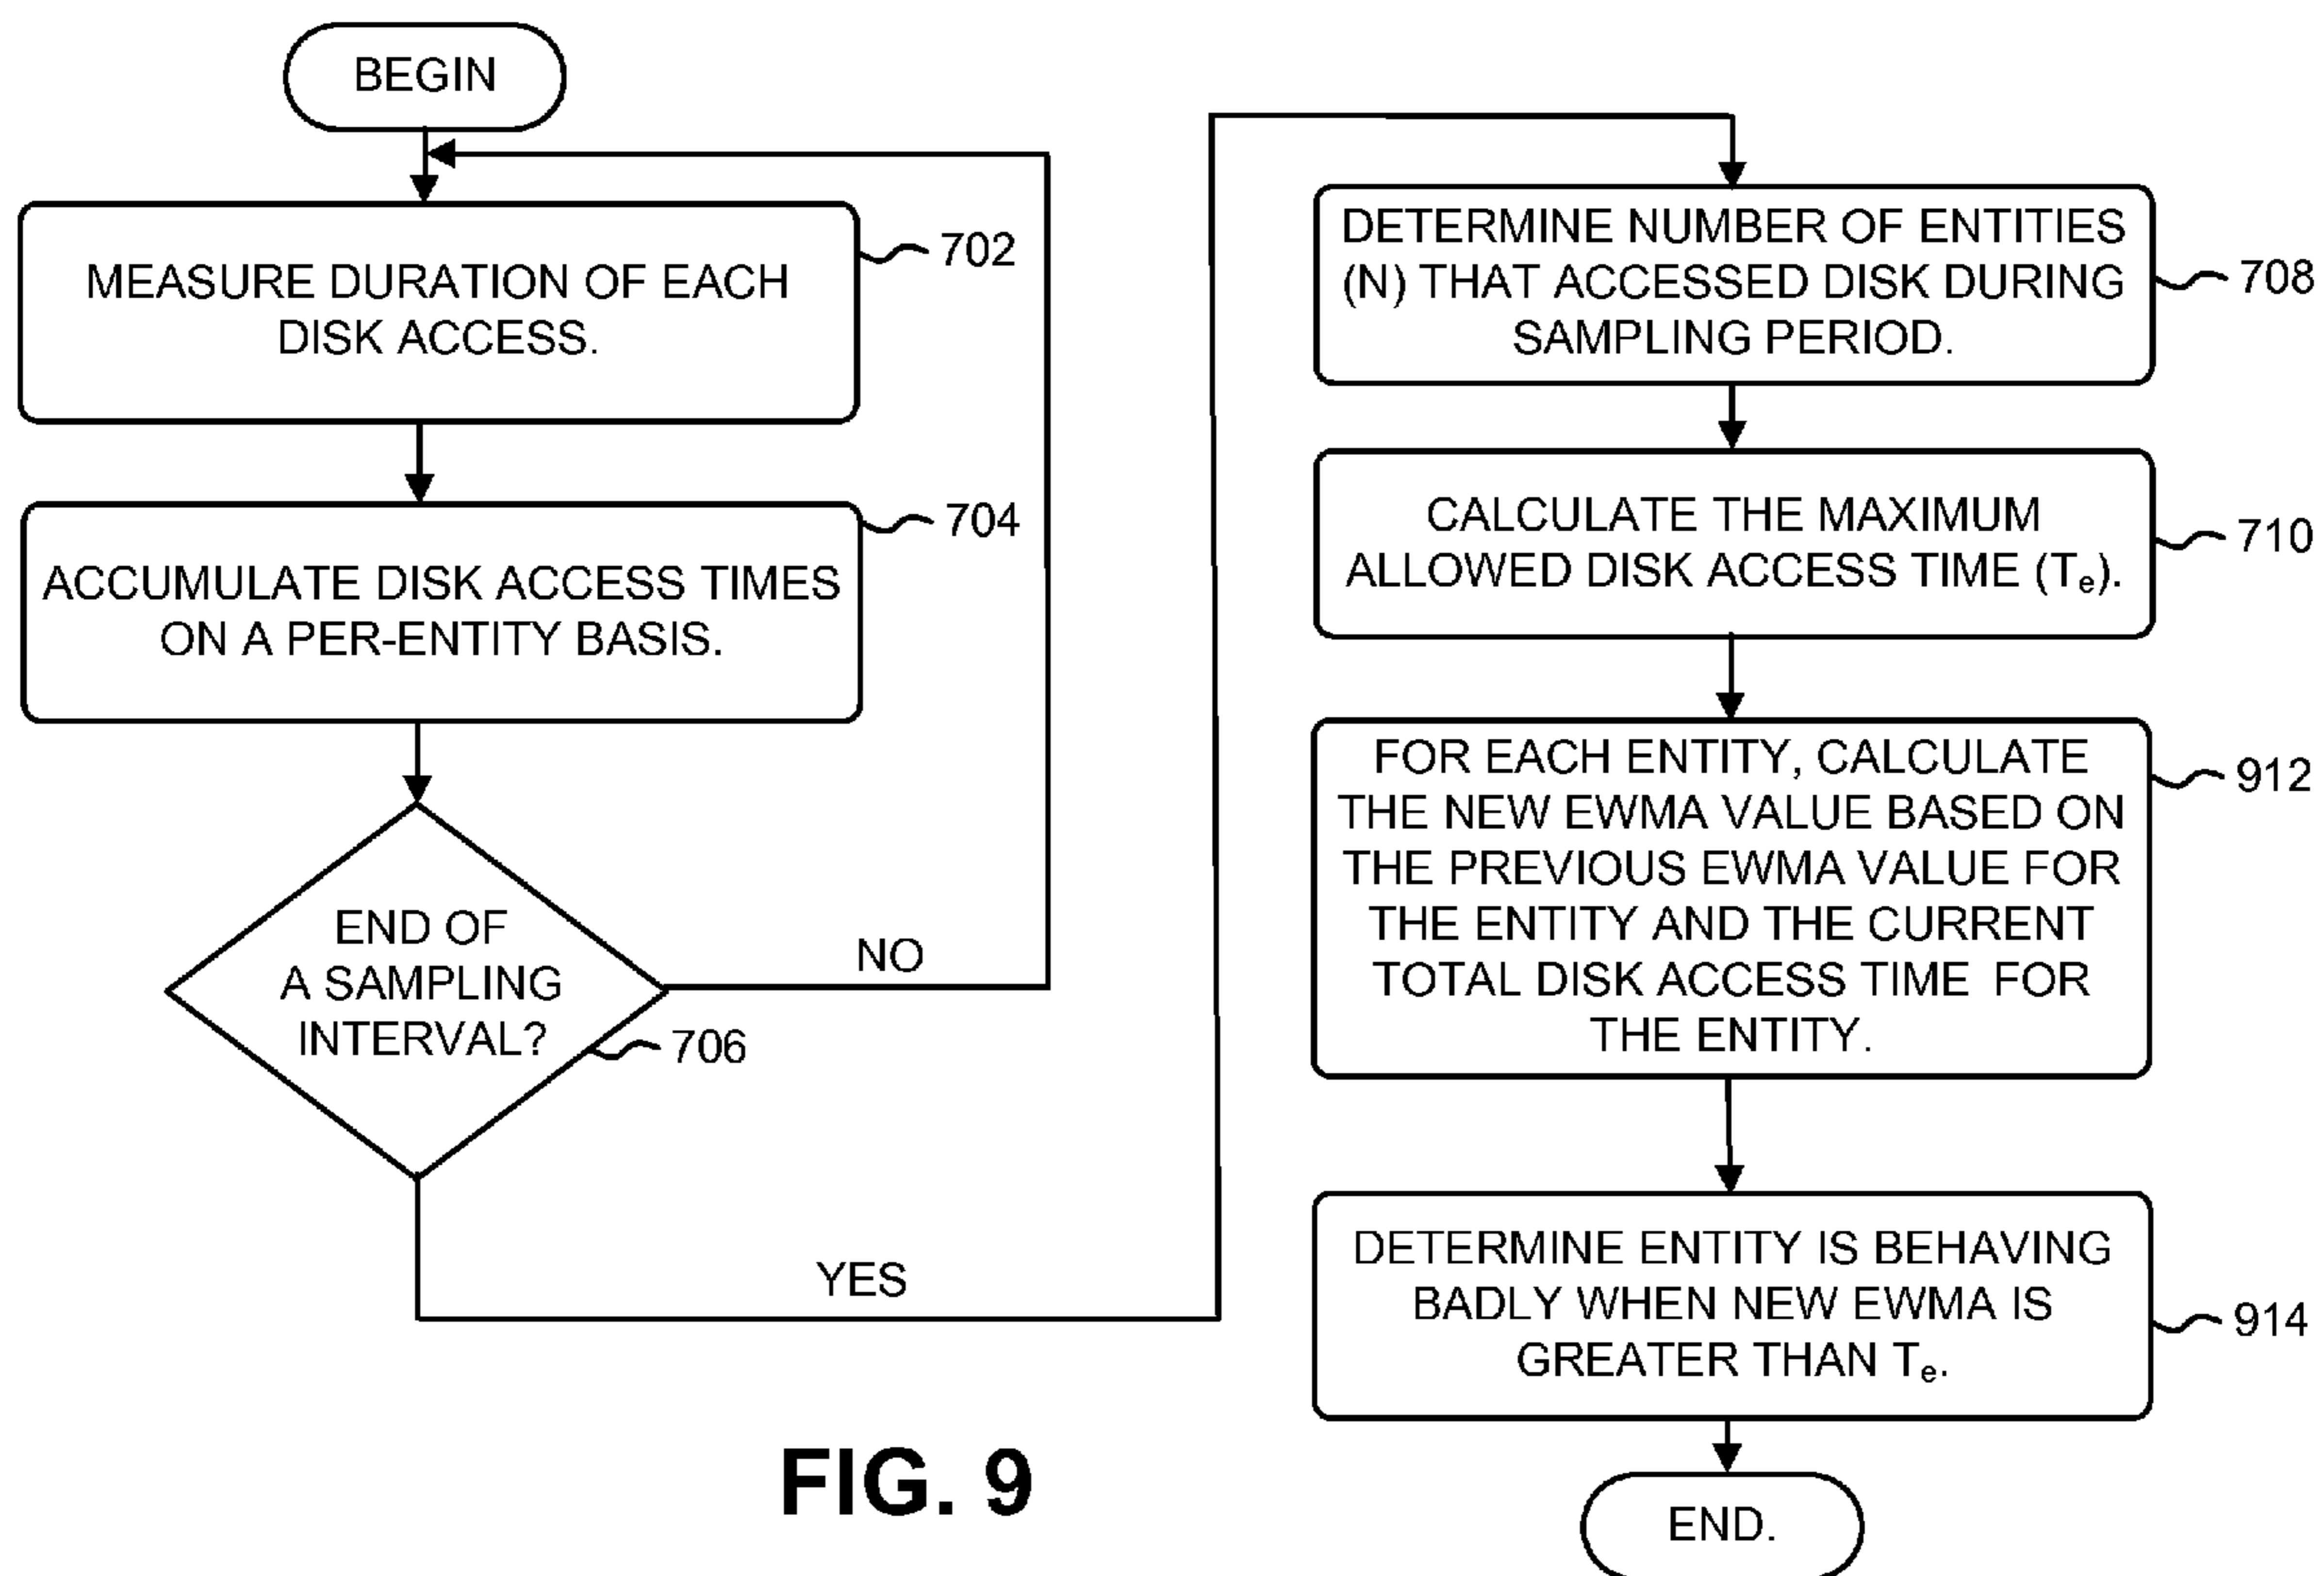 BEGIN
MEASURE DURATION OF EACH
DISK ACCESS.
702
ACCUMULATE DISK ACCESS TIMES
ON A PER-ENTITY BASIS.
704
END OF
A SAMPLING
INTERVAL?
706
NO
YES
DETERMINE NUMBER OF ENTITIES
(N) THAT ACCESSED DISK DURING
SAMPLING PERIOD.
708
CALCULATE THE MAXIMUM
ALLOWED DISK ACCESS TIME (Te).
710
FOR EACH ENTITY, CALCULATE
THE NEW EWMA VALUE BASED ON
THE PREVIOUS EWMA VALUE FOR
THE ENTITY AND THE CURRENT
TOTAL DISK ACCESS TIME FOR
THE ENTITY.
912
DETERMINE ENTITY IS BEHAVING
BADLY WHEN NEW EWMA IS
GREATER THAN Te.
914
END.
FIG. 9